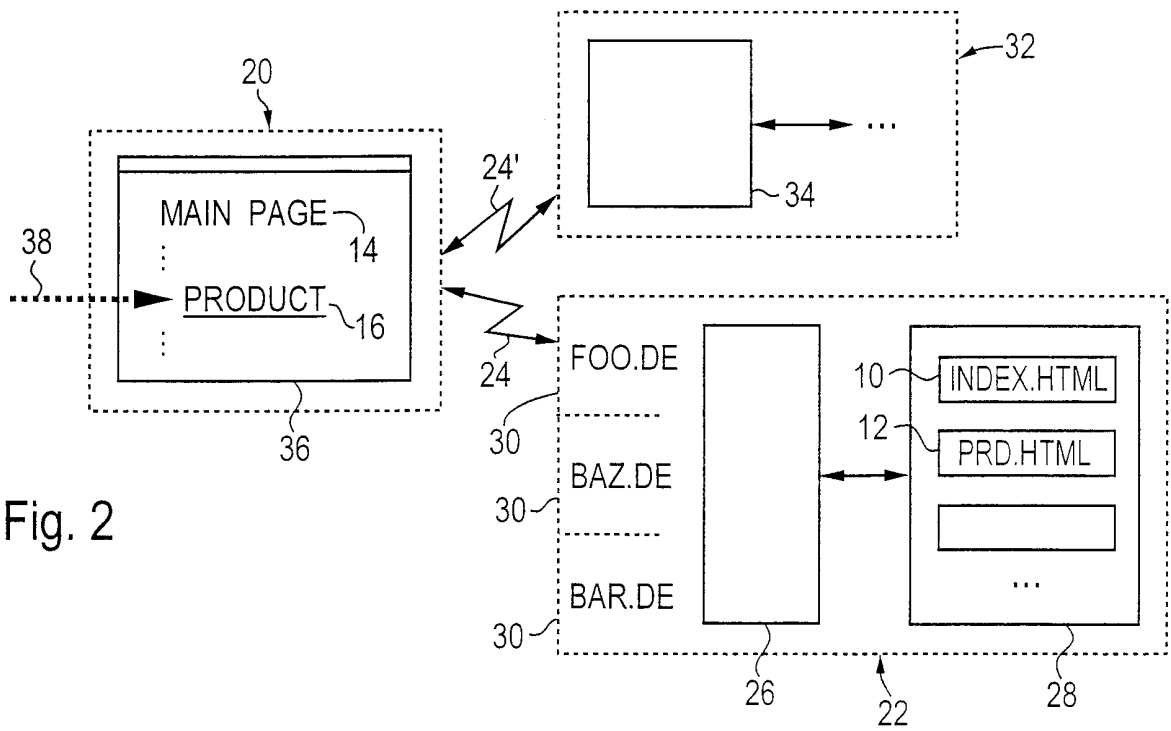 20
32
MAIN PAGE
14
38
PRODUCT
16
36
24'
34
...
24
FOO.DE
30
BAZ.DE
30
BAR.DE
30
10
INDEX.HTML
12
PRD.HTML
...
26
22
28
Fig. 2